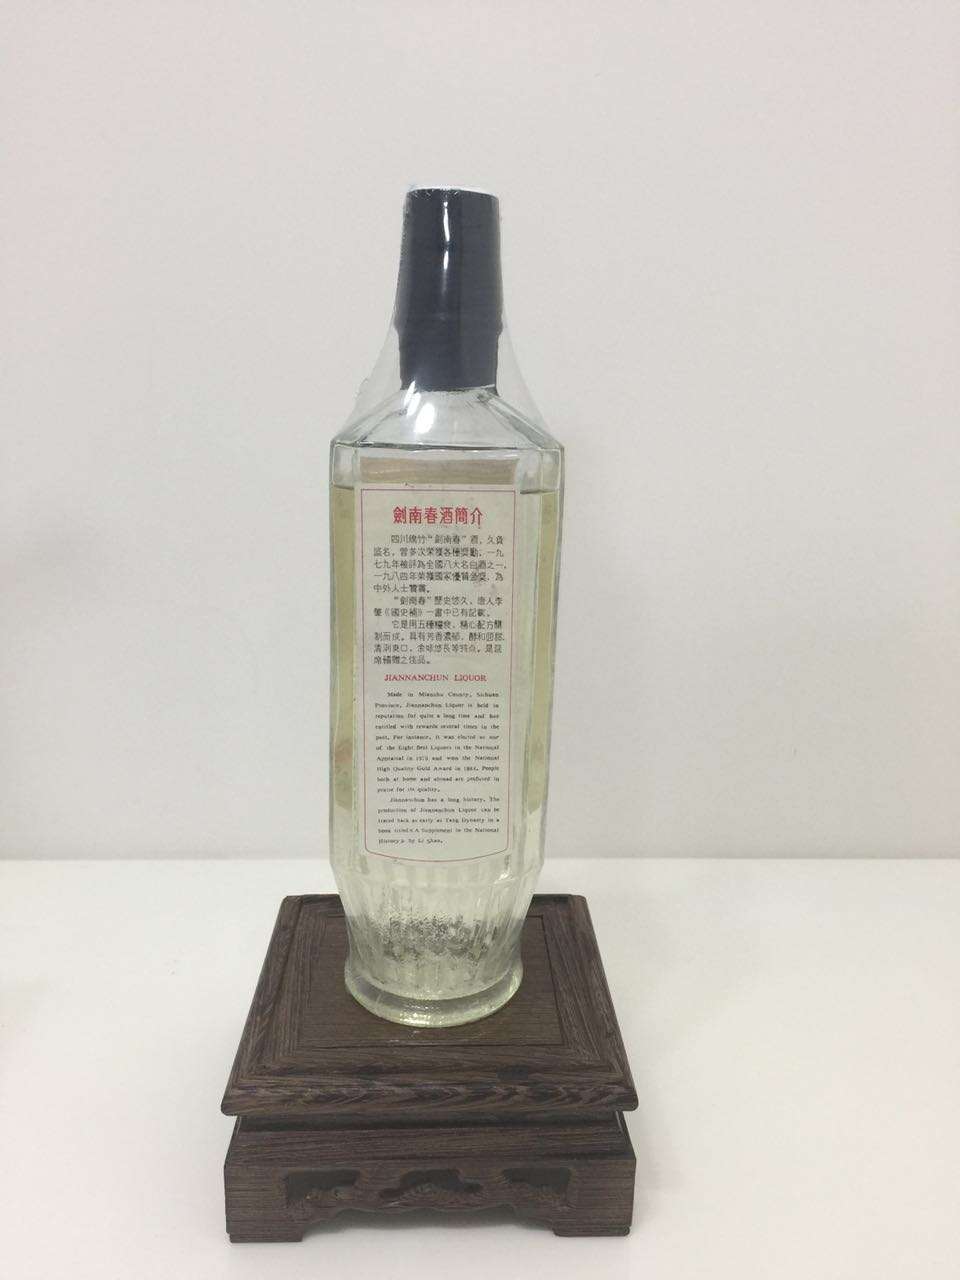 劍南春酒簡介
四川綿竹“劍南春”酒，久負
盛名，曾多次榮獲各種獎勵，一九
七九年被評為全國八大名白酒之一，
一九八四年榮獲國家優質金獎，為
中外人士贊賞。
“劍南春”歷史悠久，唐人李
肇《國史補》一書中已有記載。
它是用五種糧食，精心配方釀
制而成。具有芳香濃郁、醇和回甜、
清洌爽口、余味悠長等特点。是筵
席饋贈之佳品。
JIANNANCHUN LIQUOR
Made in Mianzhu County, Sichuan
Province, Jiannanchun Liquor is held in
reputation for quite a long time and her
entitled with rewards several times in the
past. For instance, it was elected as one
of the Eight Best Liquors in the National
Appraisal in 1979 and won the National
High Quality Gold Award in 1984. People
both at home and abroad are profuced in
praise for its quality.
Jiannanchun has a long history. The
production of Jiannanchun Liquor can be
traced back as early as Tang Dynasty in a
book A Supplement in the National
History by Li Shao.